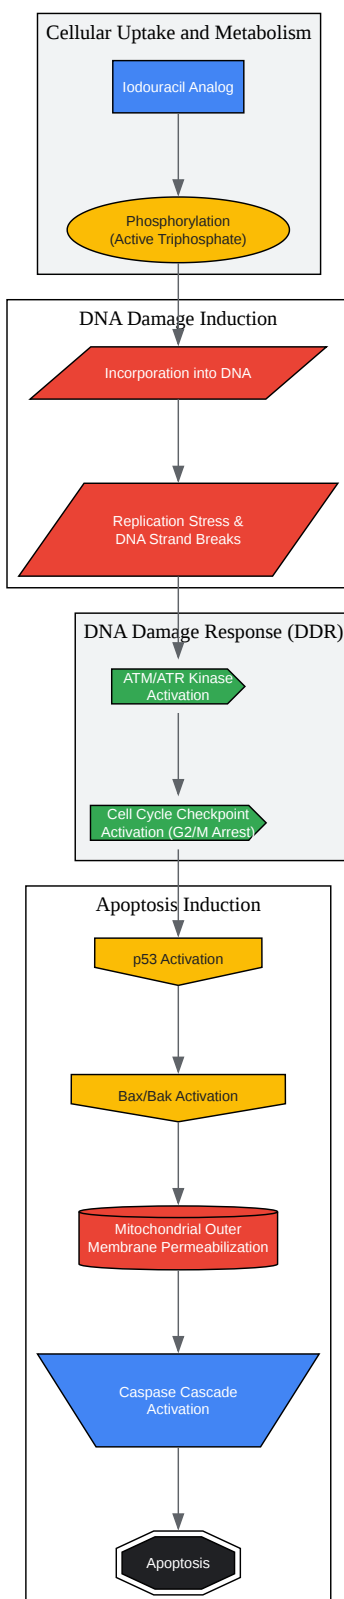 Cellular Uptake and Metabolism
Iodouracil Analog
Phosphorylation
(Active Triphosphate)
DNA Damage Induction
Incorporation into DNA
Replication Stress &
DNA Strand Breaks
DNA Damage Response (DDR)
ATM/ATR Kinase
Activation
Cell Cycle Checkpoint
Activation (G2/M Arrest)
Apoptosis Induction
p53 Activation
Bax/Bak Activation
Mitochondrial Outer
Membrane Permeabilization
Caspase Cascade
Activation
Apoptosis